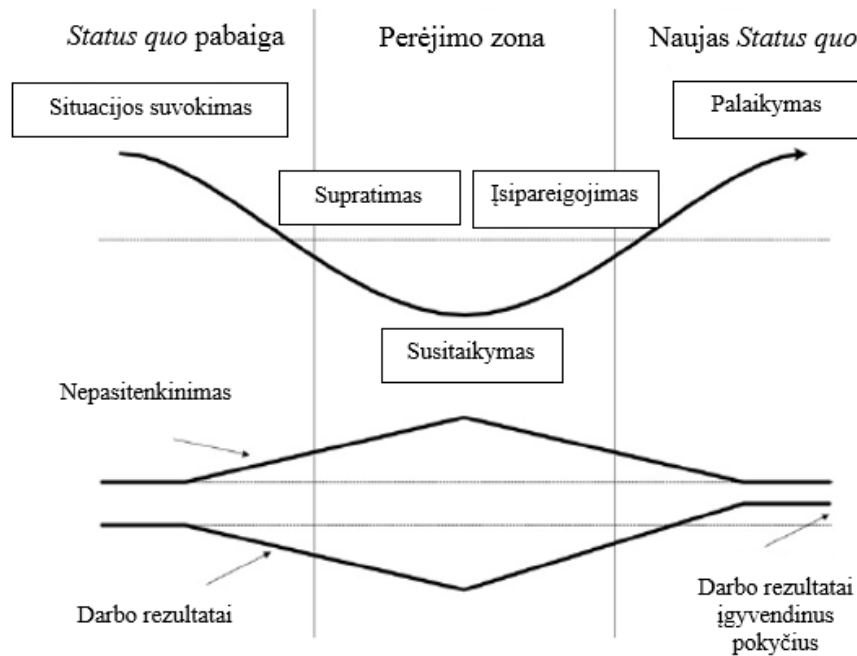 Status quo pabaiga
Perėjimo zona
Naujas Status quo
Situacijos suvokimas
Palaikymas
Supratimas
Įsipareigojimas
Susitaikymas
Nepasitenkinimas
Darbo rezultatai
Darbo rezultatai
įgyvendinus
pokyčius